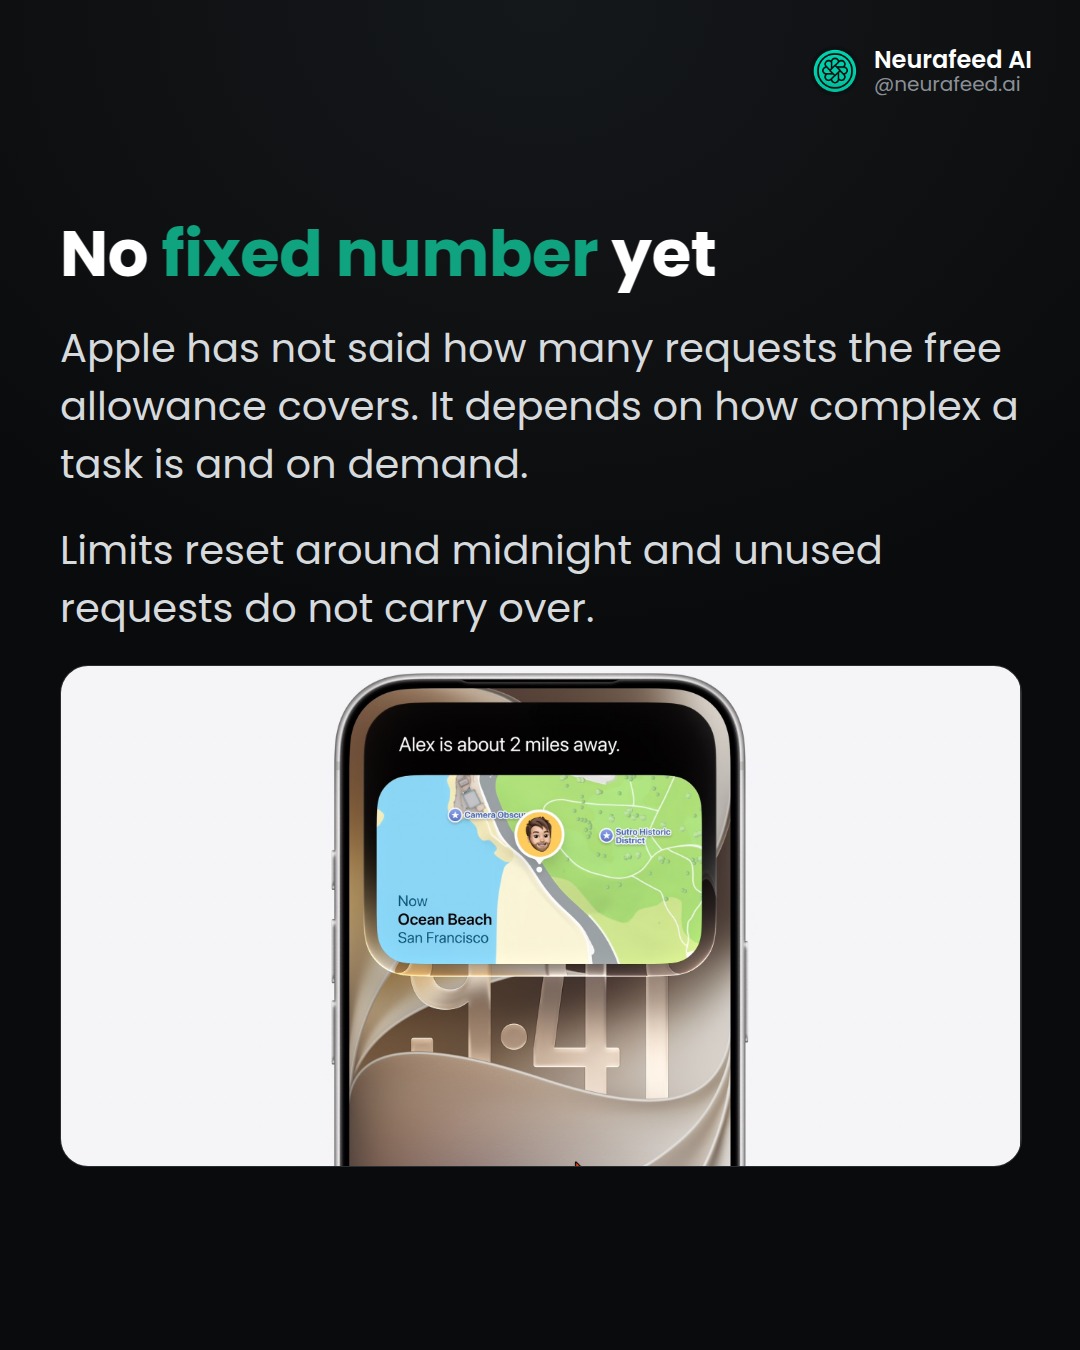 Neurafeed AI
@neurafeed.ai
No fixed number yet
Apple has not said how many requests the free
allowance covers. It depends on how complex a
task is and on demand.
Limits reset around midnight and unused
requests do not carry over.
Alex is about 2 miles away.
Camera Obscu
Sutro Historic
District
Now
Ocean Beach
San Francisco
9:41